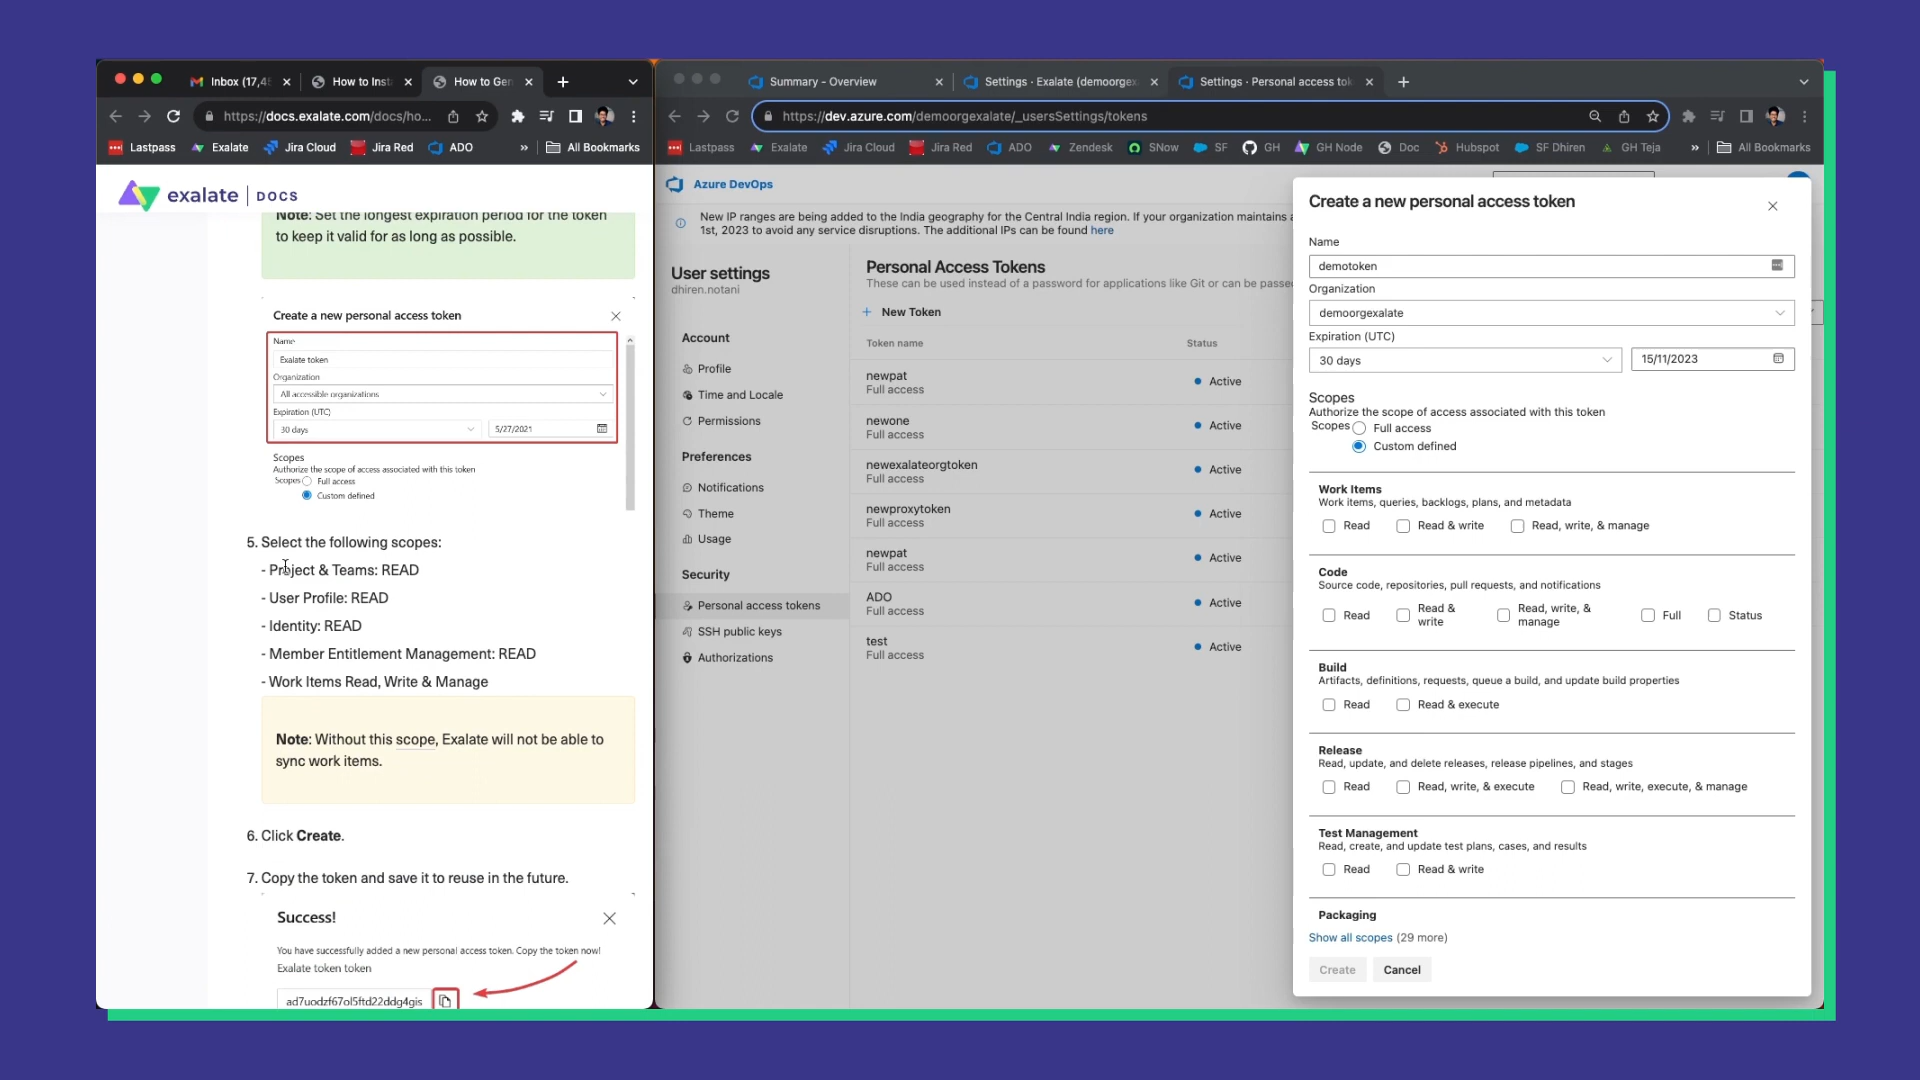 Inbox (17,4
How to Inst
How to Gen
https://docs.exalate.com/docs/ho...
Lastpass
Exalate
Jira Cloud
Jira Red
ADO
»
All Bookmarks
exalate | DOCS
Note: Set the longest expiration period for the token
to keep it valid for as long as possible.
Create a new personal access token
Name
Exalate token
Organization
All accessible organizations
Expiration (UTC)
30 days
5/27/2021
Scopes
Authorize the scope of access associated with this token
Scopes
Full access
Custom defined
5. Select the following scopes:
- Project & Teams: READ
- User Profile: READ
- Identity: READ
- Member Entitlement Management: READ
- Work Items Read, Write & Manage
Note: Without this scope, Exalate will not be able to
sync work items.
6. Click Create.
7. Copy the token and save it to reuse in the future.
Success!
You have successfully added a new personal access token. Copy the token now!
Exalate token token
ad7uodzf67ol5ftd22ddg4gis
Summary - Overview
Settings · Exalate (demoorgex
Settings · Personal access tok
https://dev.azure.com/demoorgexalate/_usersSettings/tokens
Lastpass
Exalate
Jira Cloud
Jira Red
ADO
Zendesk
SNow
SF
GH
GH Node
Doc
Hubspot
SF Dhiren
GH Teja
»
All Bookmarks
Azure DevOps
New IP ranges are being added to the India geography for the Central India region. If your organization maintains a
1st, 2023 to avoid any service disruptions. The additional IPs can be found here
User settings
dhiren.notani
Account
Profile
Time and Locale
Permissions
Preferences
Notifications
Theme
Usage
Security
Personal access tokens
SSH public keys
Authorizations
Personal Access Tokens
These can be used instead of a password for applications like Git or can be passe
+ New Token
Token name Status
newpat
Full access
Active
newone
Full access
Active
newexalateorgtoken
Full access
Active
newproxytoken
Full access
Active
newpat
Full access
Active
ADO
Full access
Active
test
Full access
Active
Create a new personal access token
Name
demotoken
Organization
demoorgexalate
Expiration (UTC)
30 days
15/11/2023
Scopes
Authorize the scope of access associated with this token
Scopes
Full access
Custom defined
Work Items
Work items, queries, backlogs, plans, and metadata
Read Read & write Read, write, & manage
Code
Source code, repositories, pull requests, and notifications
Read Read & write Read, write, & manage Full Status
Build
Artifacts, definitions, requests, queue a build, and update build properties
Read Read & execute
Release
Read, update, and delete releases, release pipelines, and stages
Read Read, write, & execute Read, write, execute, & manage
Test Management
Read, create, and update test plans, cases, and results
Read Read & write
Packaging
Show all scopes (29 more)
Create Cancel